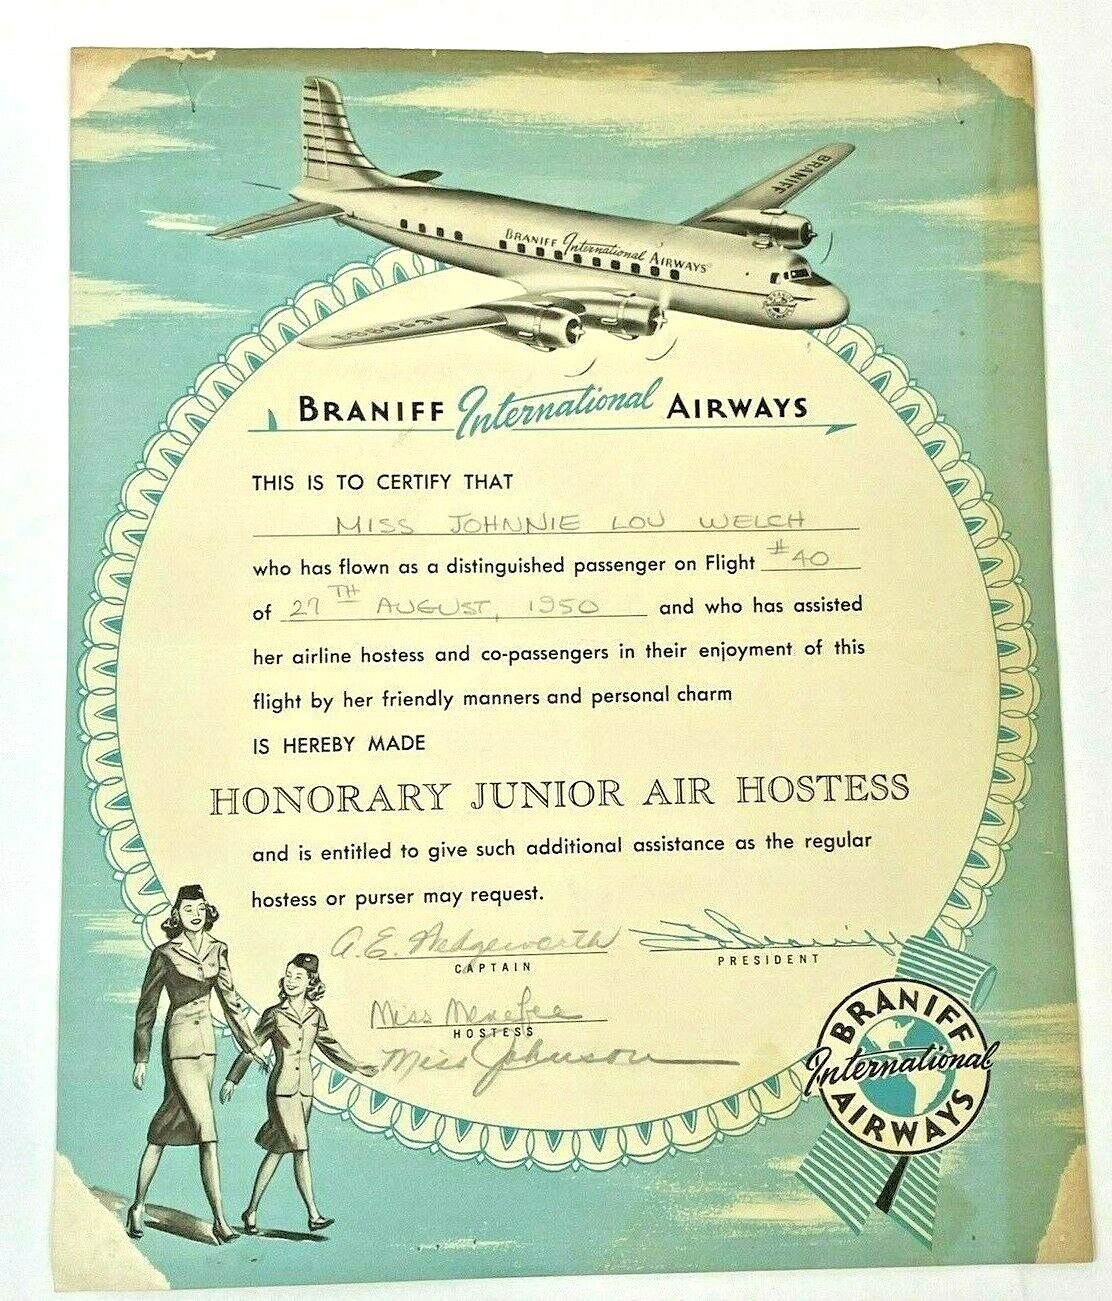 BRANIFF
BRANIFF International AIRWAYS
N86886
BRANIFF International AIRWAYS
THIS IS TO CERTIFY THAT
MISS JOHNNIE LOU WELCH
who has flown as a distinguished passenger on Flight #40
of 27TH AUGUST, 1950 and who has assisted
her airline hostess and co-passengers in their enjoyment of this
flight by her friendly manners and personal charm
IS HEREBY MADE
HONORARY JUNIOR AIR HOSTESS
and is entitled to give such additional assistance as the regular
hostess or purser may request.
A. E. Hedgeworth
CAPTAIN
PRESIDENT
Miss Menefee
HOSTESS
Miss Johnson
BRANIFF
International
AIRWAYS